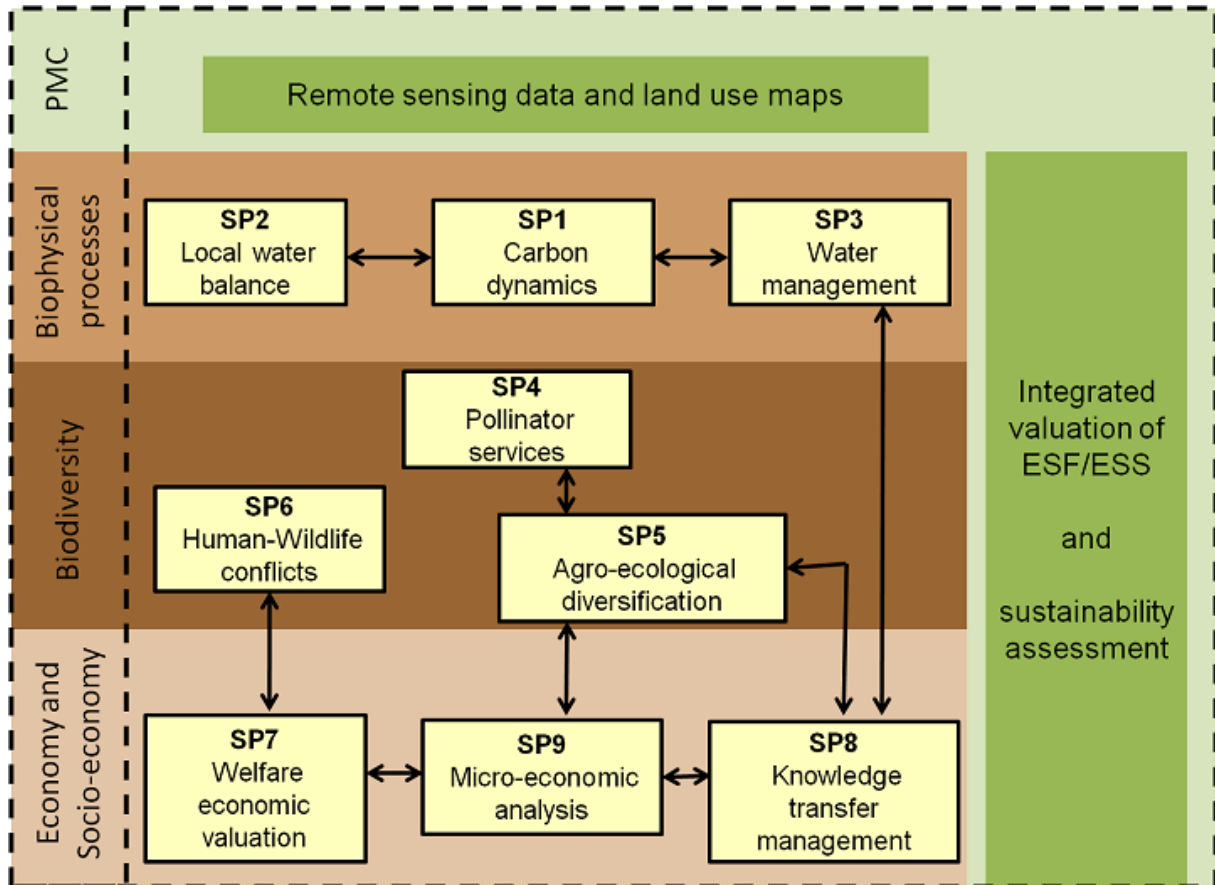 PMC
Remote sensing data and land use maps
Biophysical
processes
SP2
Local water
balance
SP1
Carbon
dynamics
SP3
Water
management
Biodiversity
SP4
Pollinator
services
SP6
Human-Wildlife
conflicts
SP5
Agro-ecological
diversification
Economy and
Socio-economy
SP7
Welfare
economic
valuation
SP9
Micro-economic
analysis
SP8
Knowledge
transfer
management
Integrated
valuation of
ESF/ESS
and
sustainability
assessment